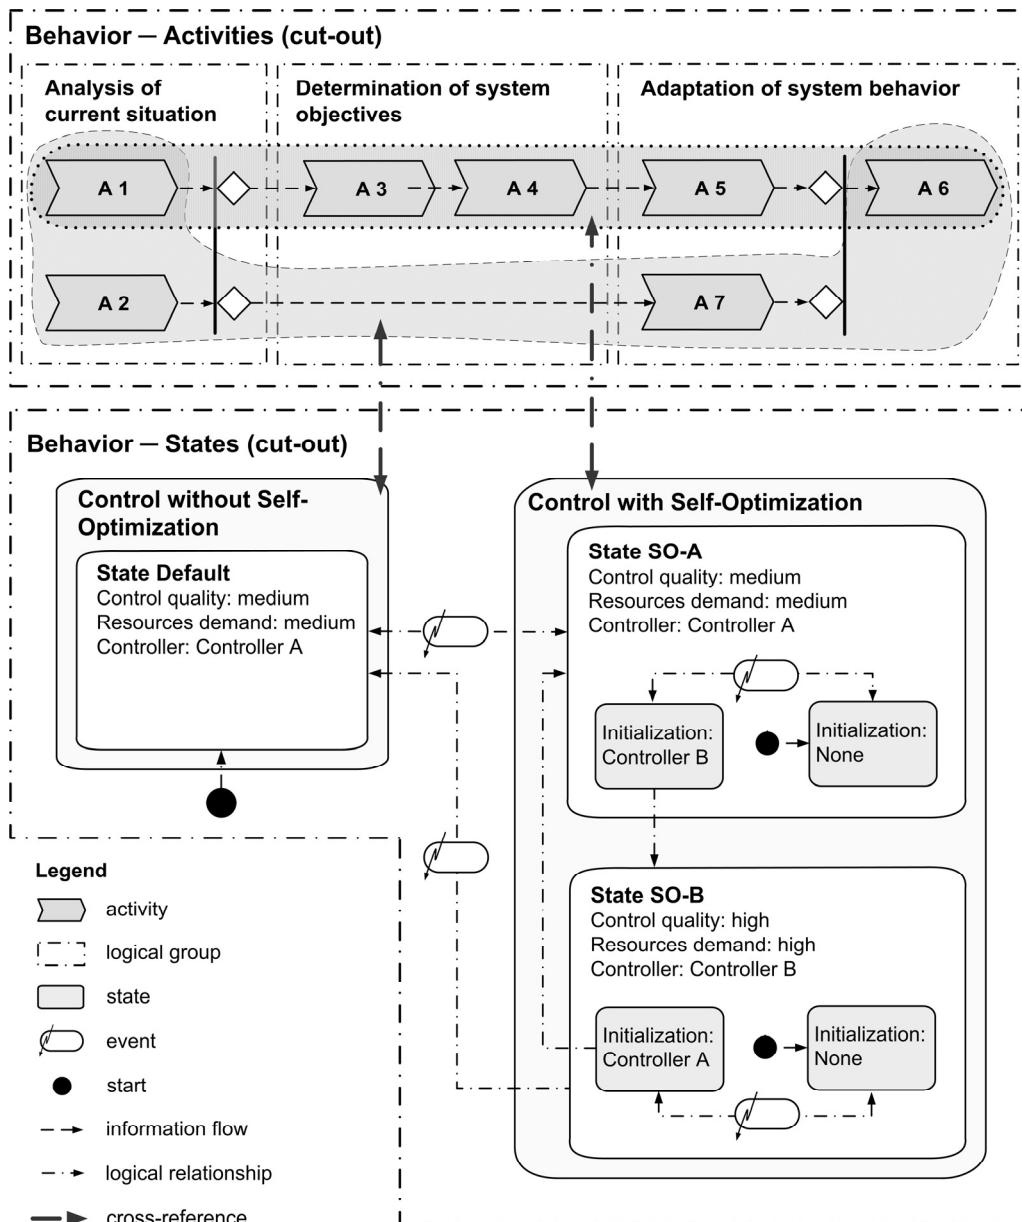 Behavior — Activities (cut-out)
Analysis of
current situation
Determination of system
objectives
Adaptation of system behavior
A 1
A 3
A 4
A 5
A 6
A 2
A 7
Behavior — States (cut-out)
Control without Self-
Optimization
State Default
Control quality: medium
Resources demand: medium
Controller: Controller A
Control with Self-Optimization
State SO-A
Control quality: medium
Resources demand: medium
Controller: Controller A
Initialization:
Controller B
Initialization:
None
State SO-B
Control quality: high
Resources demand: high
Controller: Controller B
Initialization:
Controller A
Initialization:
None
Legend
activity
logical group
state
event
start
information flow
logical relationship
cross-reference